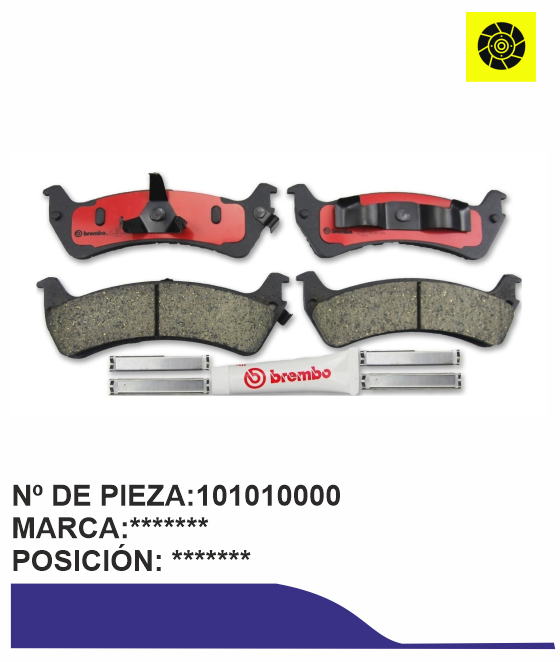 brembo
brembo
brembo
Nº DE PIEZA:101010000
MARCA:*******
POSICIÓN: *******